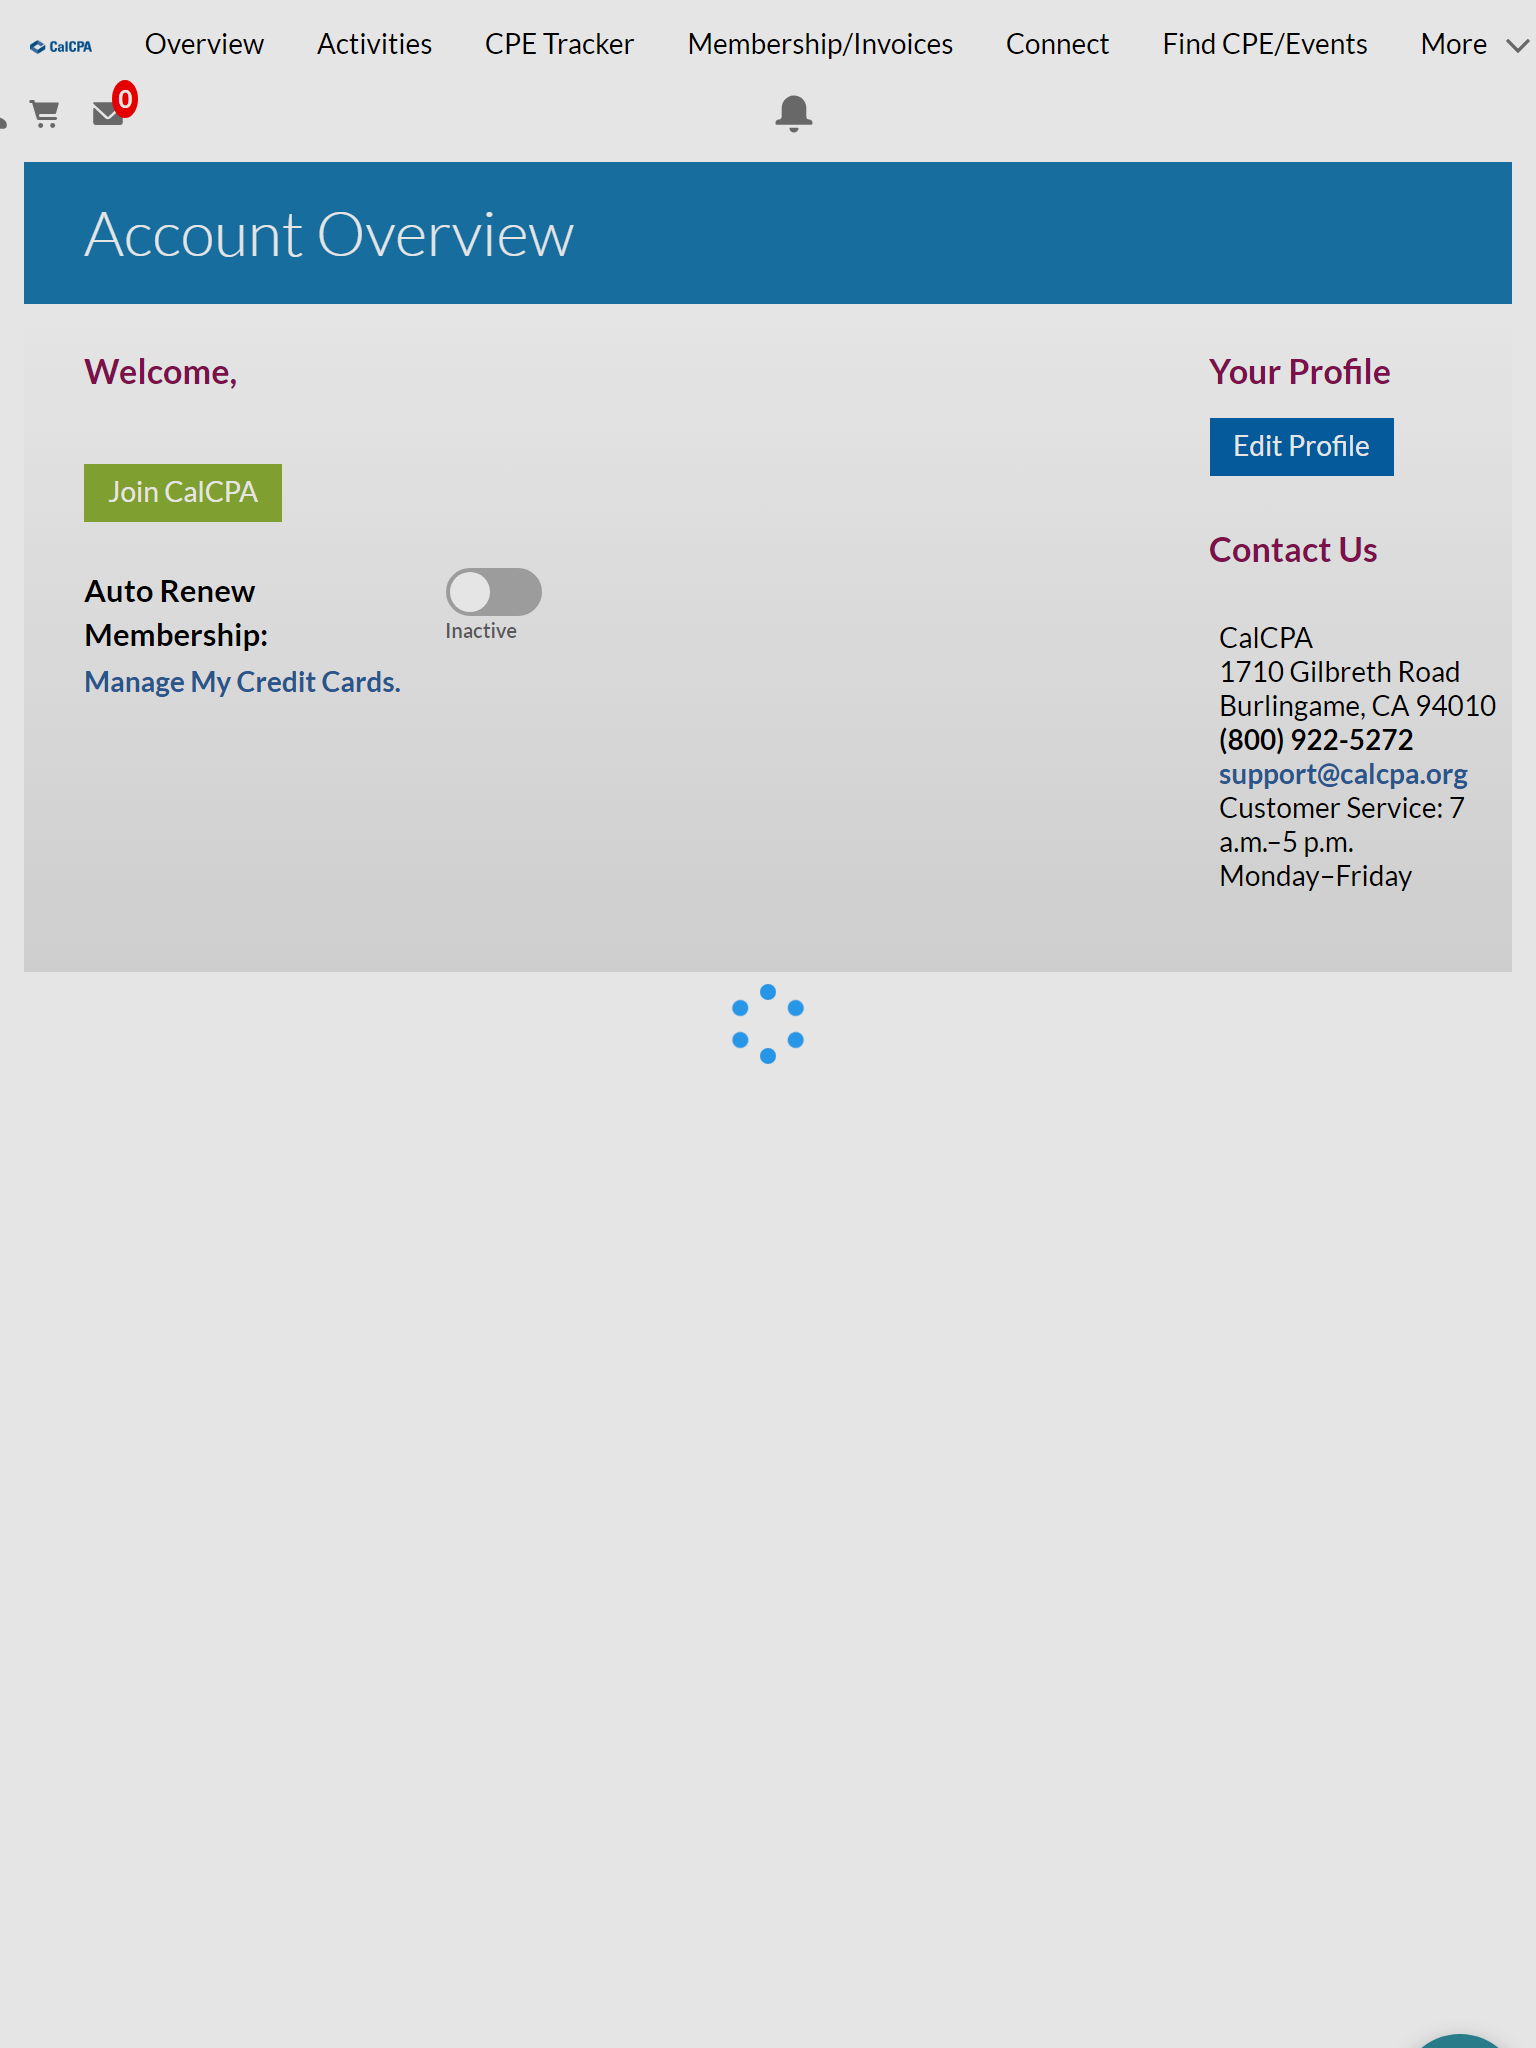 CalCPA
Overview
Activities
CPE Tracker
Membership/Invoices
Connect
Find CPE/Events
More
0
Account Overview
Welcome,
Join CalCPA
Auto Renew
Membership:
Inactive
Manage My Credit Cards.
Your Profile
Edit Profile
Contact Us
CalCPA
1710 Gilbreth Road
Burlingame, CA 94010
(800) 922-5272
support@calcpa.org
Customer Service: 7
a.m.–5 p.m.
Monday–Friday